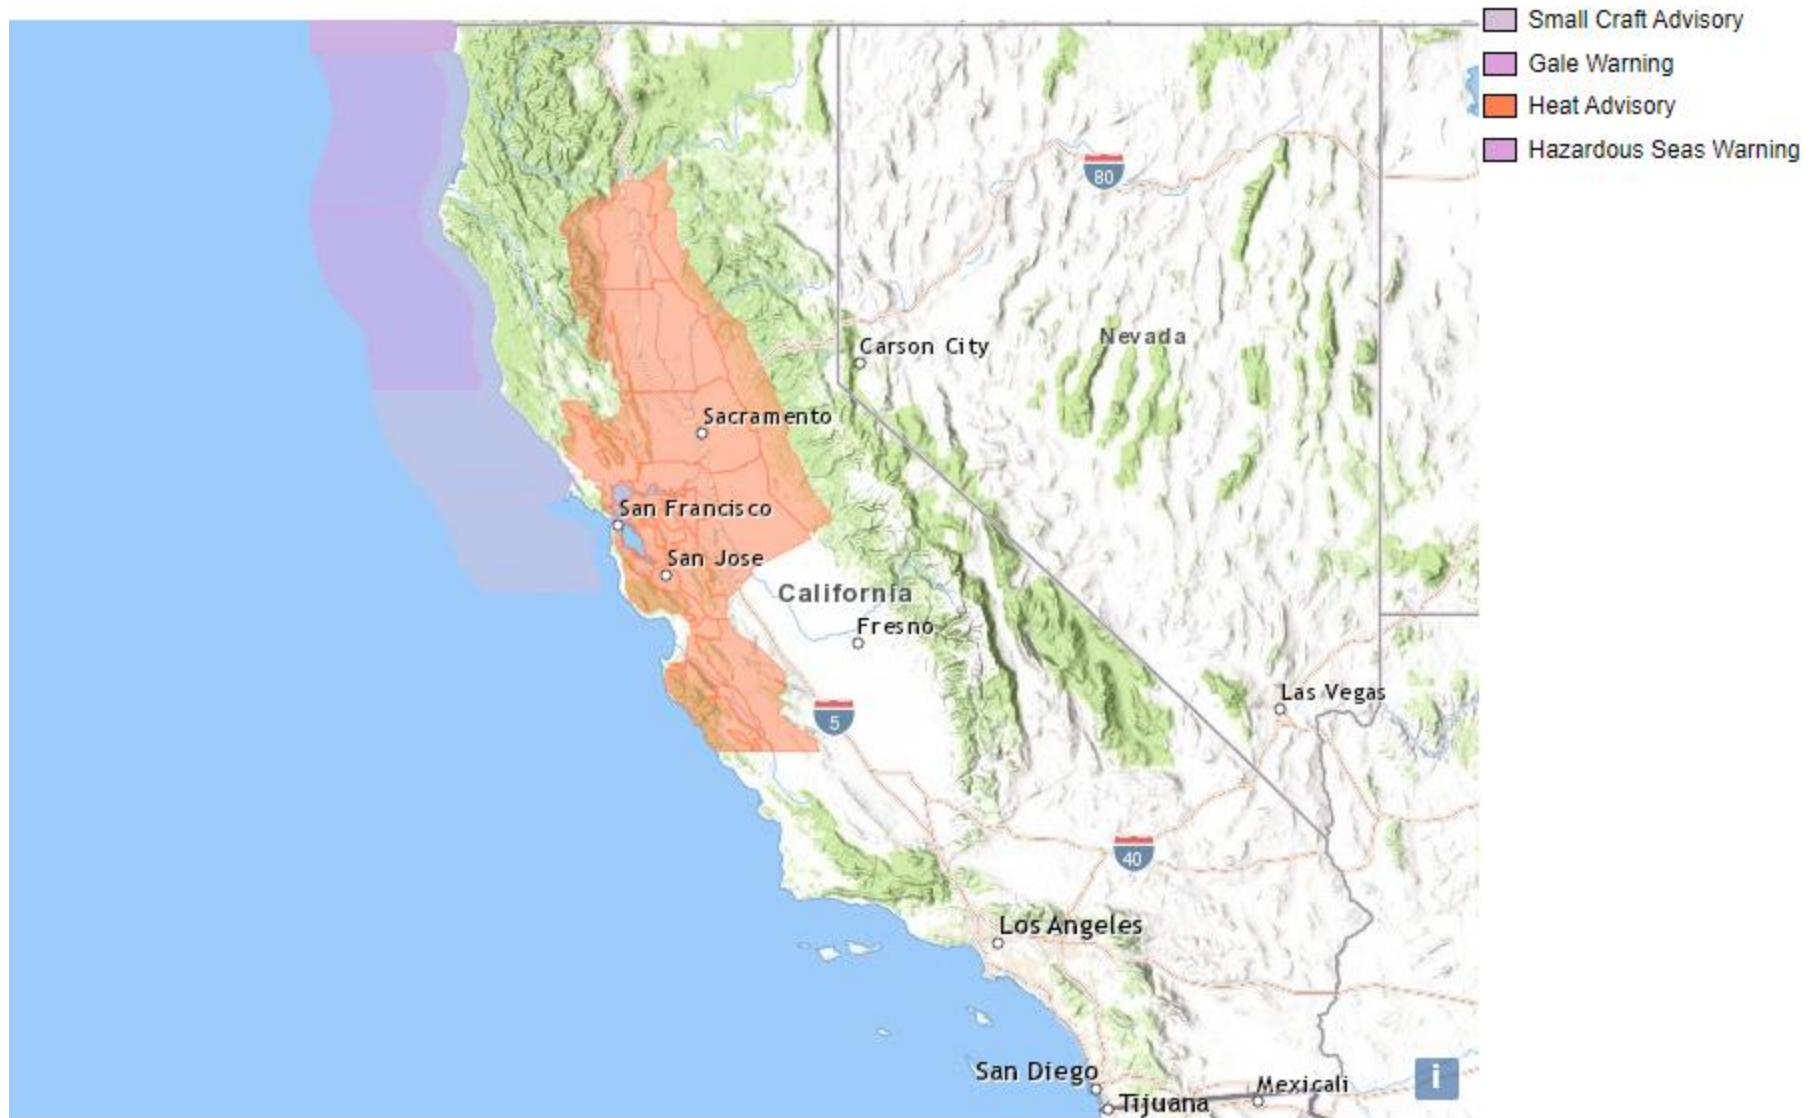 Small Craft Advisory
Gale Warning
Heat Advisory
Hazardous Seas Warning
80
Carson City
Nevada
Sacramento
San Francisco
San Jose
California
Fresno
Las Vegas
5
40
Los Angeles
San Diego
Mexicali
Tijuana
i